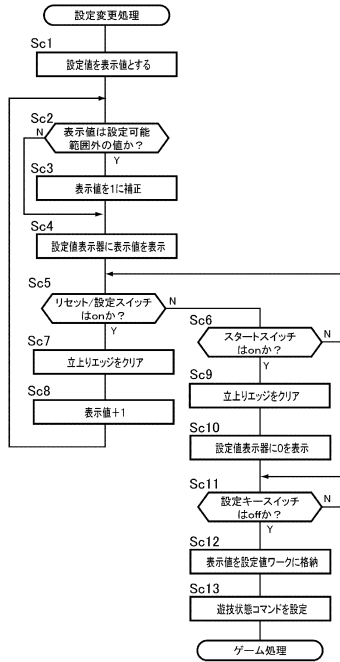 設定変更処理
Sc1
設定値を表示値とする
Sc2
N
表示値は設定可能
範囲外の値か？
Y
Sc3
表示値を1に補正
Sc4
設定値表示器に表示値を表示
Sc5
リセット/設定スイッチ
はonか？
N
Y
Sc6
スタートスイッチ
はonか？
N
Y
Sc7
立上りエッジをクリア
Sc8
表示値＋1
Sc9
立上りエッジをクリア
Sc10
設定値表示器に0を表示
Sc11
設定キースイッチ
はoffか？
N
Y
Sc12
表示値を設定値ワークに格納
Sc13
遊技状態コマンドを設定
ゲーム処理